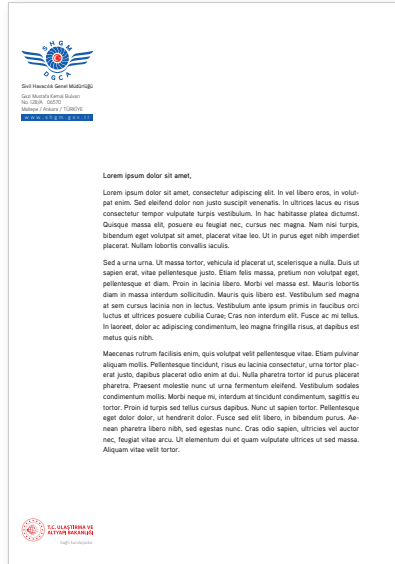 SHGM
DGCA
Sivil Havacılık Genel Müdürlüğü
Gazi Mustafa Kemal Bulvarı
No: 128/A 06570
Maltepe / Ankara / TÜRKİYE
www.shgm.gov.tr
Lorem ipsum dolor sit amet,
Lorem ipsum dolor sit amet, consectetur adipiscing elit. In vel libero eros, in volut-
pat enim. Sed eleifend dolor non justo suscipit venenatis. In ultrices lacus eu risus
consectetur tempor vulputate turpis vestibulum. In hac habitasse platea dictumst.
Quisque massa elit, posuere eu feugiat nec, cursus nec magna. Nam nisi turpis,
bibendum eget volutpat sit amet, placerat vitae leo. Ut in purus eget nibh imperdiet
placerat. Nullam lobortis convallis iaculis.
Sed a urna urna. Ut massa tortor, vehicula id placerat ut, scelerisque a nulla. Duis ut
sapien erat, vitae pellentesque justo. Etiam felis massa, pretium non volutpat eget,
pellentesque et diam. Proin in lacinia libero. Morbi vel massa est. Mauris lobortis
diam in massa interdum sollicitudin. Mauris quis libero est. Vestibulum sed magna
at sem cursus lacinia non in lectus. Vestibulum ante ipsum primis in faucibus orci
luctus et ultrices posuere cubilia Curae; Cras non interdum elit. Fusce ac mi tellus.
In laoreet, dolor ac adipiscing condimentum, leo magna fringilla risus, at dapibus est
metus quis nibh.
Maecenas rutrum facilisis enim, quis volutpat velit pellentesque vitae. Etiam pulvinar
aliquam mollis. Pellentesque tincidunt, risus eu lacinia consectetur, urna tortor plac-
erat justo, dapibus placerat odio enim at dui. Nulla pharetra tortor id purus placerat
pharetra. Praesent molestie nunc ut urna fermentum eleifend. Vestibulum sodales
condimentum mollis. Morbi neque mi, interdum at tincidunt condimentum, sagittis eu
tortor. Proin id turpis sed tellus cursus dapibus. Nunc ut sapien tortor. Pellentesque
eget dolor dolor, ut hendrerit dolor. Fusce sed elit libero, in bibendum purus. Ae-
nean pharetra libero nibh, sed egestas nunc. Cras odio sapien, ultricies vel auctor
nec, feugiat vitae arcu. Ut elementum dui et quam vulputate ultrices ut sed massa.
Aliquam vitae velit tortor.
T.C. ULAŞTIRMA VE
ALTYAPI BAKANLIĞI
bağlı kuruluşudur.